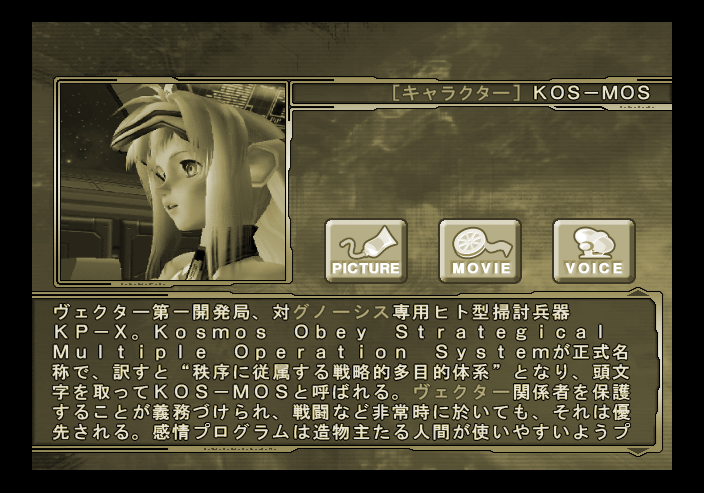 [キャラクター] KOS−MOS
PICTURE
MOVIE
VOICE
ヴェクター第一開発局、対グノーシス専用ヒト型掃討兵器
ＫＰ−Ｘ。Ｋｏｓｍｏｓ　Ｏｂｅｙ　Ｓｔｒａｔｅｇｉｃａｌ
Ｍｕｌｔｉｐｌｅ　Ｏｐｅｒａｔｉｏｎ　Ｓｙｓｔｅｍが正式名
称で、訳すと“秩序に従属する戦略的多目的体系”となり、頭文
字を取ってＫＯＳ−ＭＯＳと呼ばれる。ヴェクター関係者を保護
することが義務づけられ、戦闘など非常時に於いても、それは優
先される。感情プログラムは造物主たる人間が使いやすいようプ